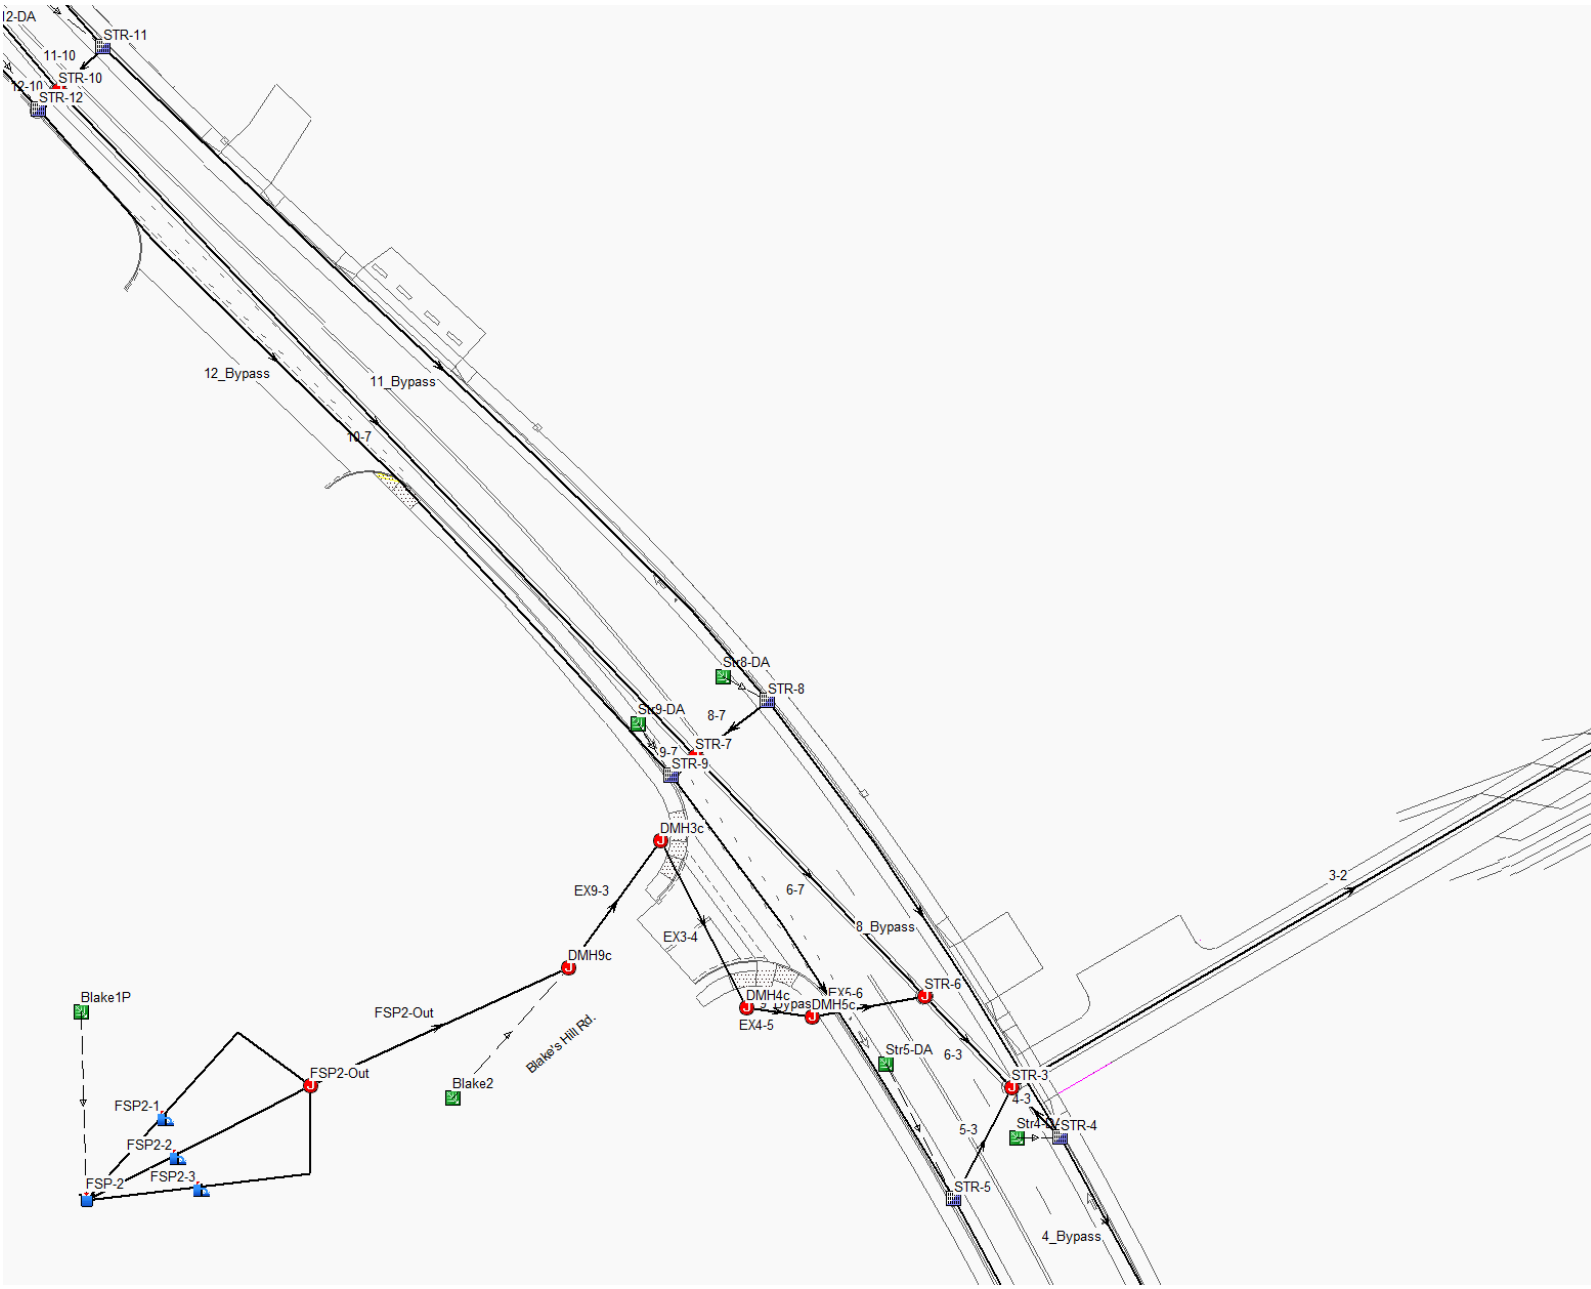 12-DA
STR-11
11-10
STR-10
12-10
STR-12
12_Bypass
11_Bypass
10-7
Str8-DA
STR-8
Str9-DA
8-7
STR-7
9-7
STR-9
DMH3c
3-2
EX9-3
6-7
8_Bypass
EX3-4
DMH9c
STR-6
DMH4c
EX5-6
Blake1P
DMH5c
FSP2-Out
EX4-5
Blake's Hill Rd.
Str5-DA
6-3
FSP2-Out
STR-3
Blake2
4-3
FSP2-1
5-3
STR-4
FSP2-2
FSP2-3
FSP-2
STR-5
4_Bypass